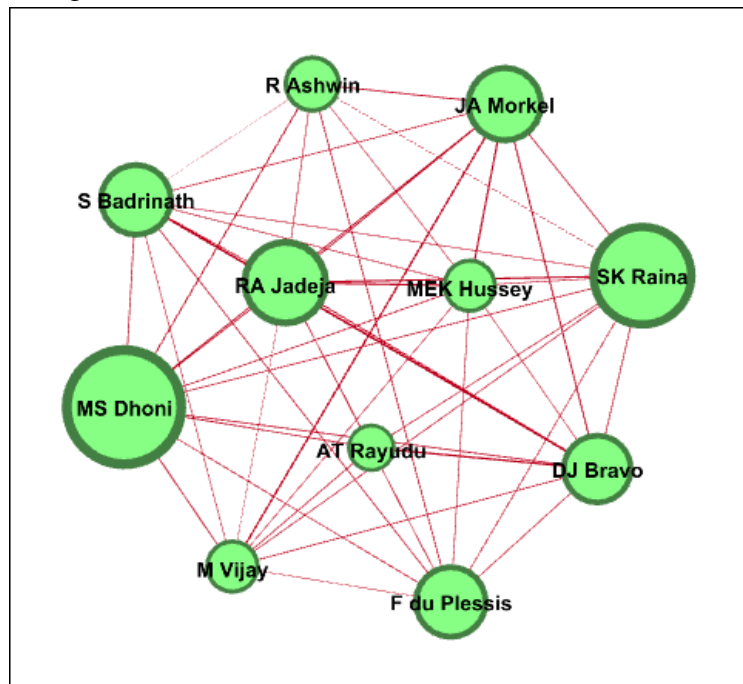 R Ashwin
JA Morkel
S Badrinath
RA Jadeja
MEK Hussey
SK Raina
MS Dhoni
AT Rayudu
DJ Bravo
M Vijay
F du Plessis